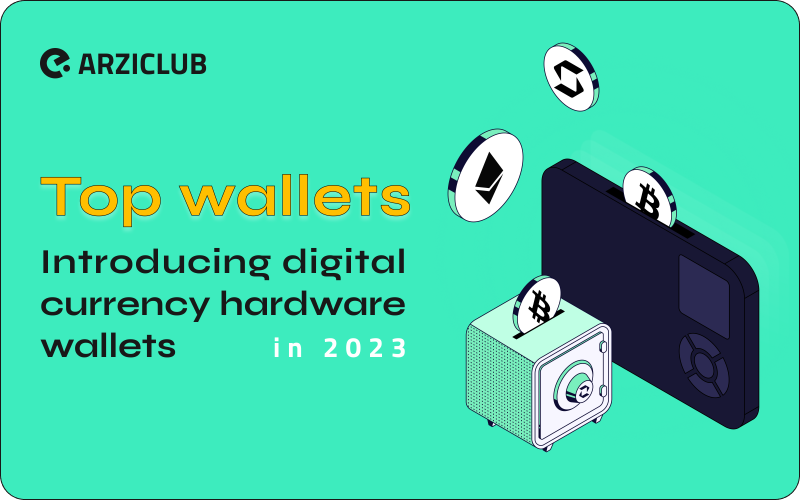 ARZICLUB
Top wallets
Introducing digital
currency hardware
wallets in 2023